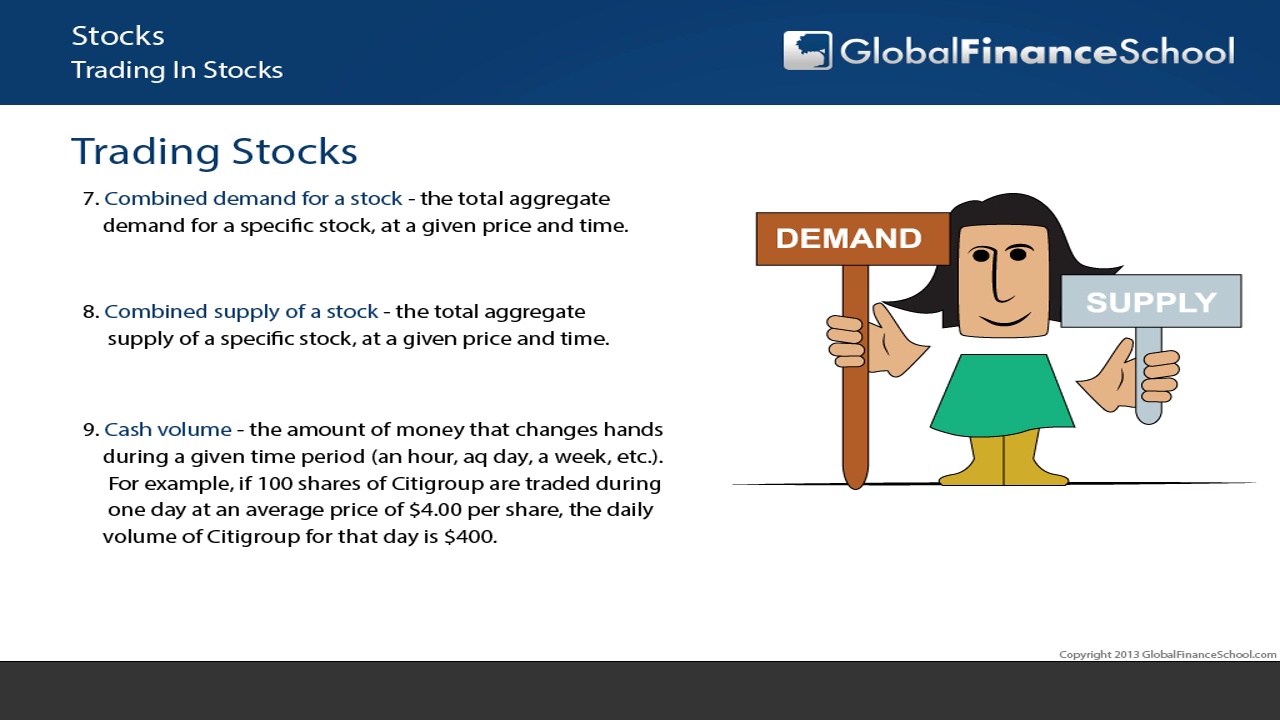 Stocks
Trading In Stocks
GlobalFinanceSchool
Trading Stocks
7. Combined demand for a stock - the total aggregate
demand for a specific stock, at a given price and time.
8. Combined supply of a stock - the total aggregate
supply of a specific stock, at a given price and time.
9. Cash volume - the amount of money that changes hands
during a given time period (an hour, aq day, a week, etc.).
For example, if 100 shares of Citigroup are traded during
one day at an average price of $4.00 per share, the daily
volume of Citigroup for that day is $400.
DEMAND
SUPPLY
Copyright 2013 GlobalFinanceSchool.com